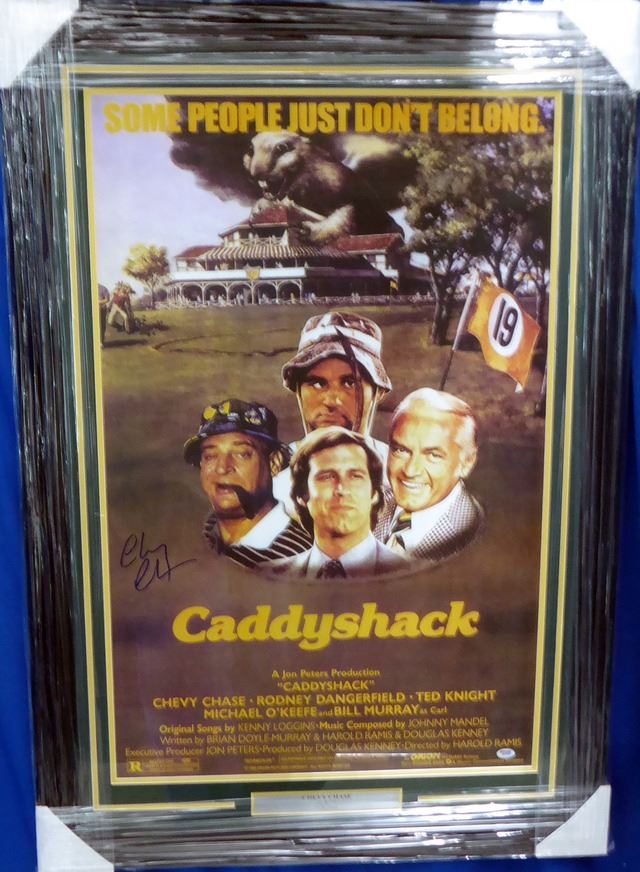 SOME PEOPLE JUST DON'T BELONG.
19
Caddyshack
A Jon Peters Production
"CADDYSHACK"
CHEVY CHASE · RODNEY DANGERFIELD · TED KNIGHT
MICHAEL O'KEEFE and BILL MURRAY as Carl
Original Songs by KENNY LOGGINS · Music Composed by JOHNNY MANDEL
Written by BRIAN DOYLE-MURRAY & HAROLD RAMIS & DOUGLAS KENNEY
Executive Producer JON PETERS · Produced by DOUGLAS KENNEY · Directed by HAROLD RAMIS
R
ORION
CHEVY CHASE